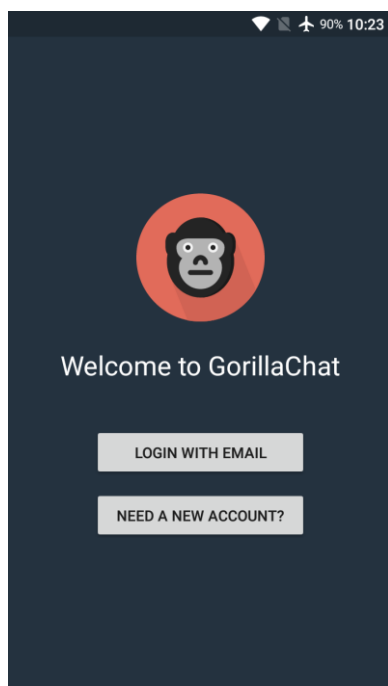 90% 10:23
Welcome to GorillaChat
LOGIN WITH EMAIL
NEED A NEW ACCOUNT?